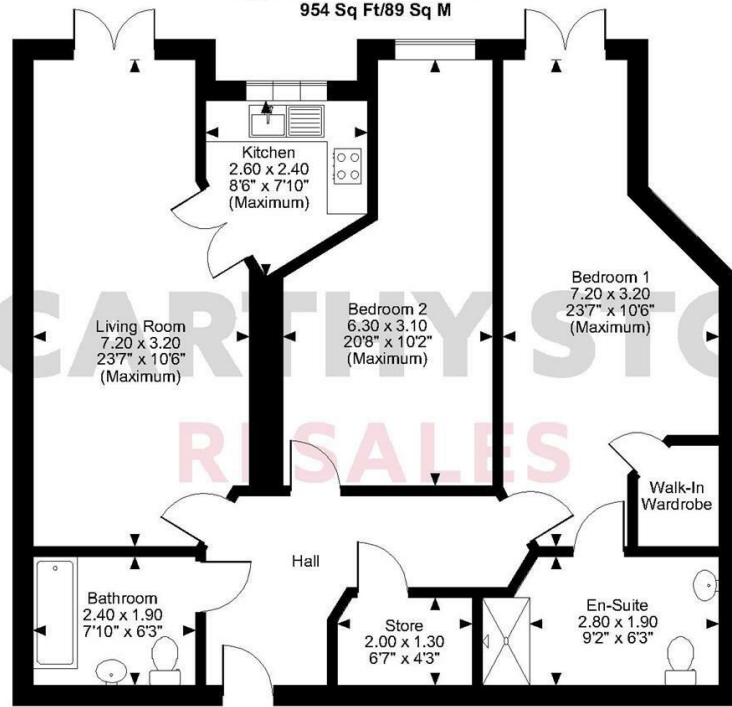 954 Sq Ft/89 Sq M
Kitchen
2.60 x 2.40
8'6" x 7'10"
(Maximum)
Living Room
7.20 x 3.20
23'7" x 10'6"
(Maximum)
Bedroom 2
6.30 x 3.10
20'8" x 10'2"
(Maximum)
Bedroom 1
7.20 x 3.20
23'7" x 10'6"
(Maximum)
CARTHY STO
RESALES
Walk-In
Wardrobe
Hall
Bathroom
2.40 x 1.90
7'10" x 6'3"
Store
2.00 x 1.30
6'7" x 4'3"
En-Suite
2.80 x 1.90
9'2" x 6'3"